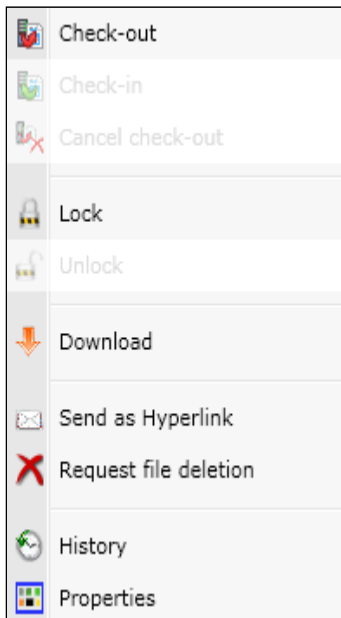 Check-out
Check-in
Cancel check-out
Lock
Unlock
Download
Send as Hyperlink
Request file deletion
History
Properties